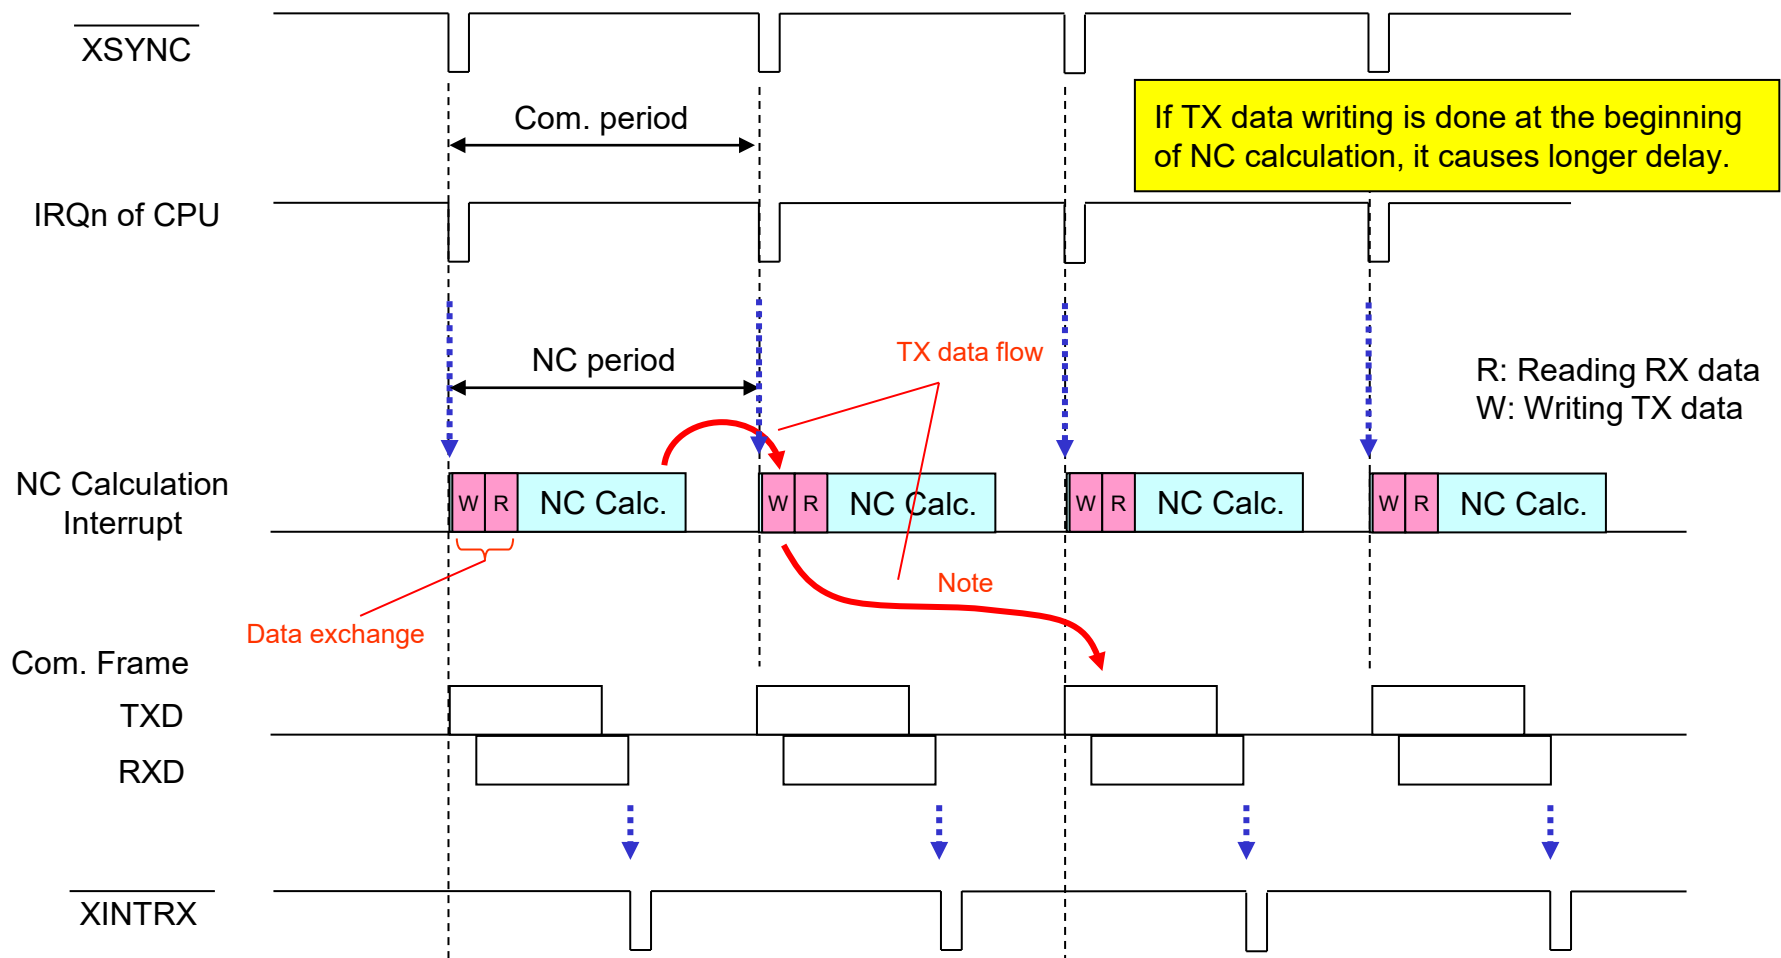 XSYNC
Com. period
If TX data writing is done at the beginning
of NC calculation, it causes longer delay.
IRQn of CPU
TX data flow
NC period
R: Reading RX data
W: Writing TX data
NC Calculation
Interrupt
W R NC Calc.
W R NC Calc.
W R NC Calc.
W R NC Calc.
Note
Data exchange
Com. Frame
TXD
RXD
XINTRX